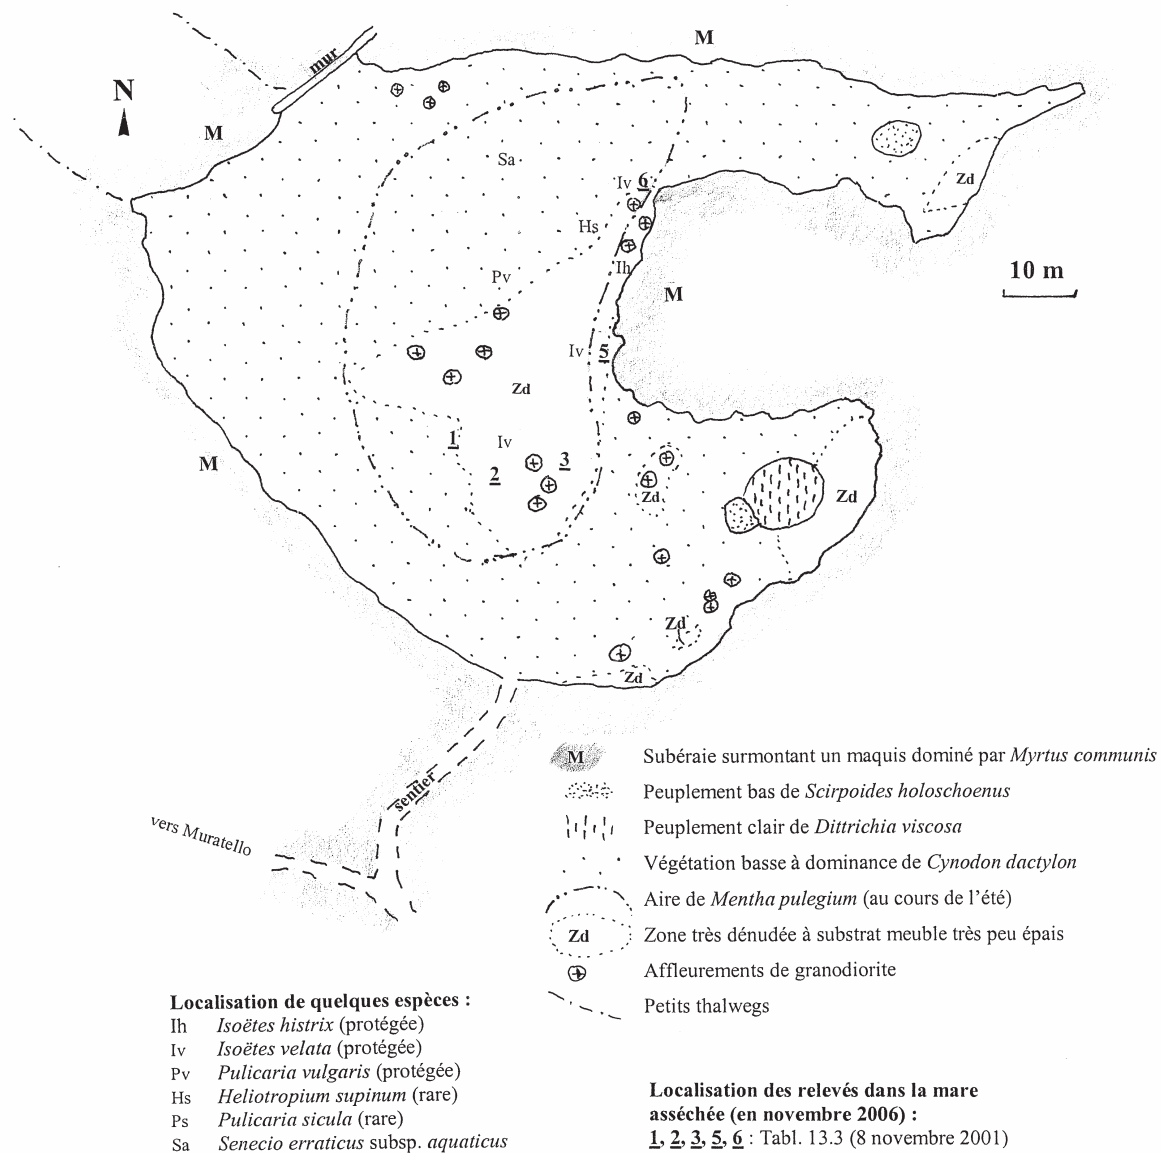 M
mur
N
M
Sa
Zd
Iv 6
Hs
Ih
10 m
Pv
M
Iv 5
Zd
1
Iv
3
M
2
Zd
Zd
Zd
Zd
sentier
vers Muratello
M Subéraie surmontant un maquis dominé par Myrtus communis
Peuplement bas de Scirpoides holoschoenus
Peuplement clair de Dittrichia viscosa
Végétation basse à dominance de Cynodon dactylon
Aire de Mentha pulegium (au cours de l'été)
Zd Zone très dénudée à substrat meuble très peu épais
Affleurements de granodiorite
Petits thalwegs
Localisation de quelques espèces :
Ih Isoëtes histrix (protégée)
Iv Isoëtes velata (protégée)
Pv Pulicaria vulgaris (protégée)
Hs Heliotropium supinum (rare)
Ps Pulicaria sicula (rare)
Sa Senecio erraticus subsp. aquaticus
Localisation des relevés dans la mare
asséchée (en novembre 2006) :
1, 2, 3, 5, 6 : Tabl. 13.3 (8 novembre 2001)